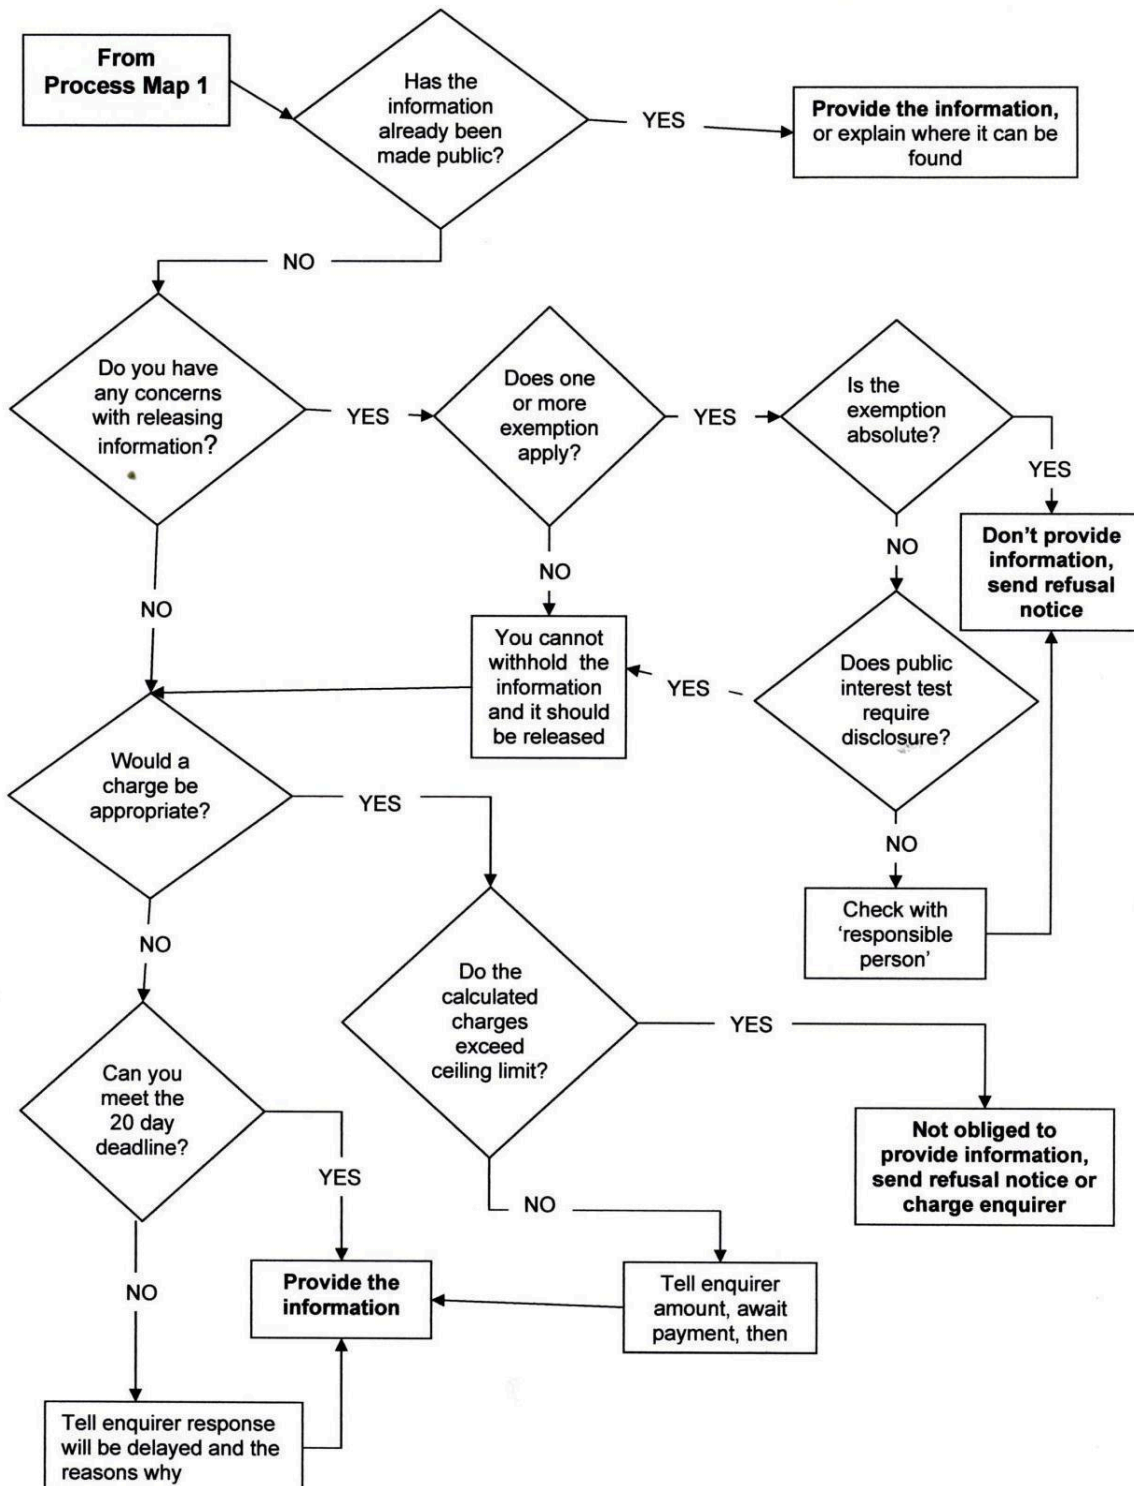 From
Process Map 1
Has the
information
already been
made public?
YES
Provide the information,
or explain where it can be
found
NO
Do you have
any concerns
with releasing
information?
YES
Does one
or more
exemption
apply?
YES
Is the
exemption
absolute?
YES
Don't provide
information,
send refusal
notice
NO
NO
NO
You cannot
withhold the
information
and it should
be released
YES
Does public
interest test
require
disclosure?
Would a
charge be
appropriate?
YES
NO
Check with
‘responsible
person’
NO
Do the
calculated
charges
exceed
ceiling limit?
YES
Can you
meet the
20 day
deadline?
Not obliged to
provide information,
send refusal notice or
charge enquirer
YES
NO
NO
Provide the
information
Tell enquirer
amount, await
payment, then
Tell enquirer response
will be delayed and the
reasons why